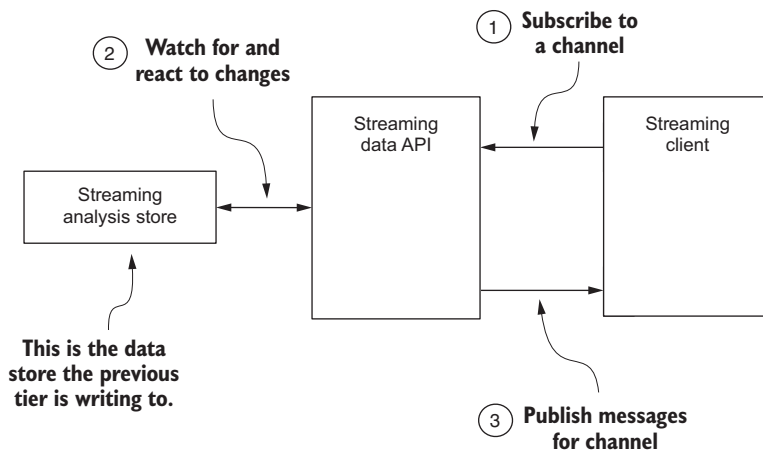 1 Subscribe to
a channel
2 Watch for and
react to changes
Streaming
data API
Streaming
client
Streaming
analysis store
This is the data
store the previous
tier is writing to.
3 Publish messages
for channel